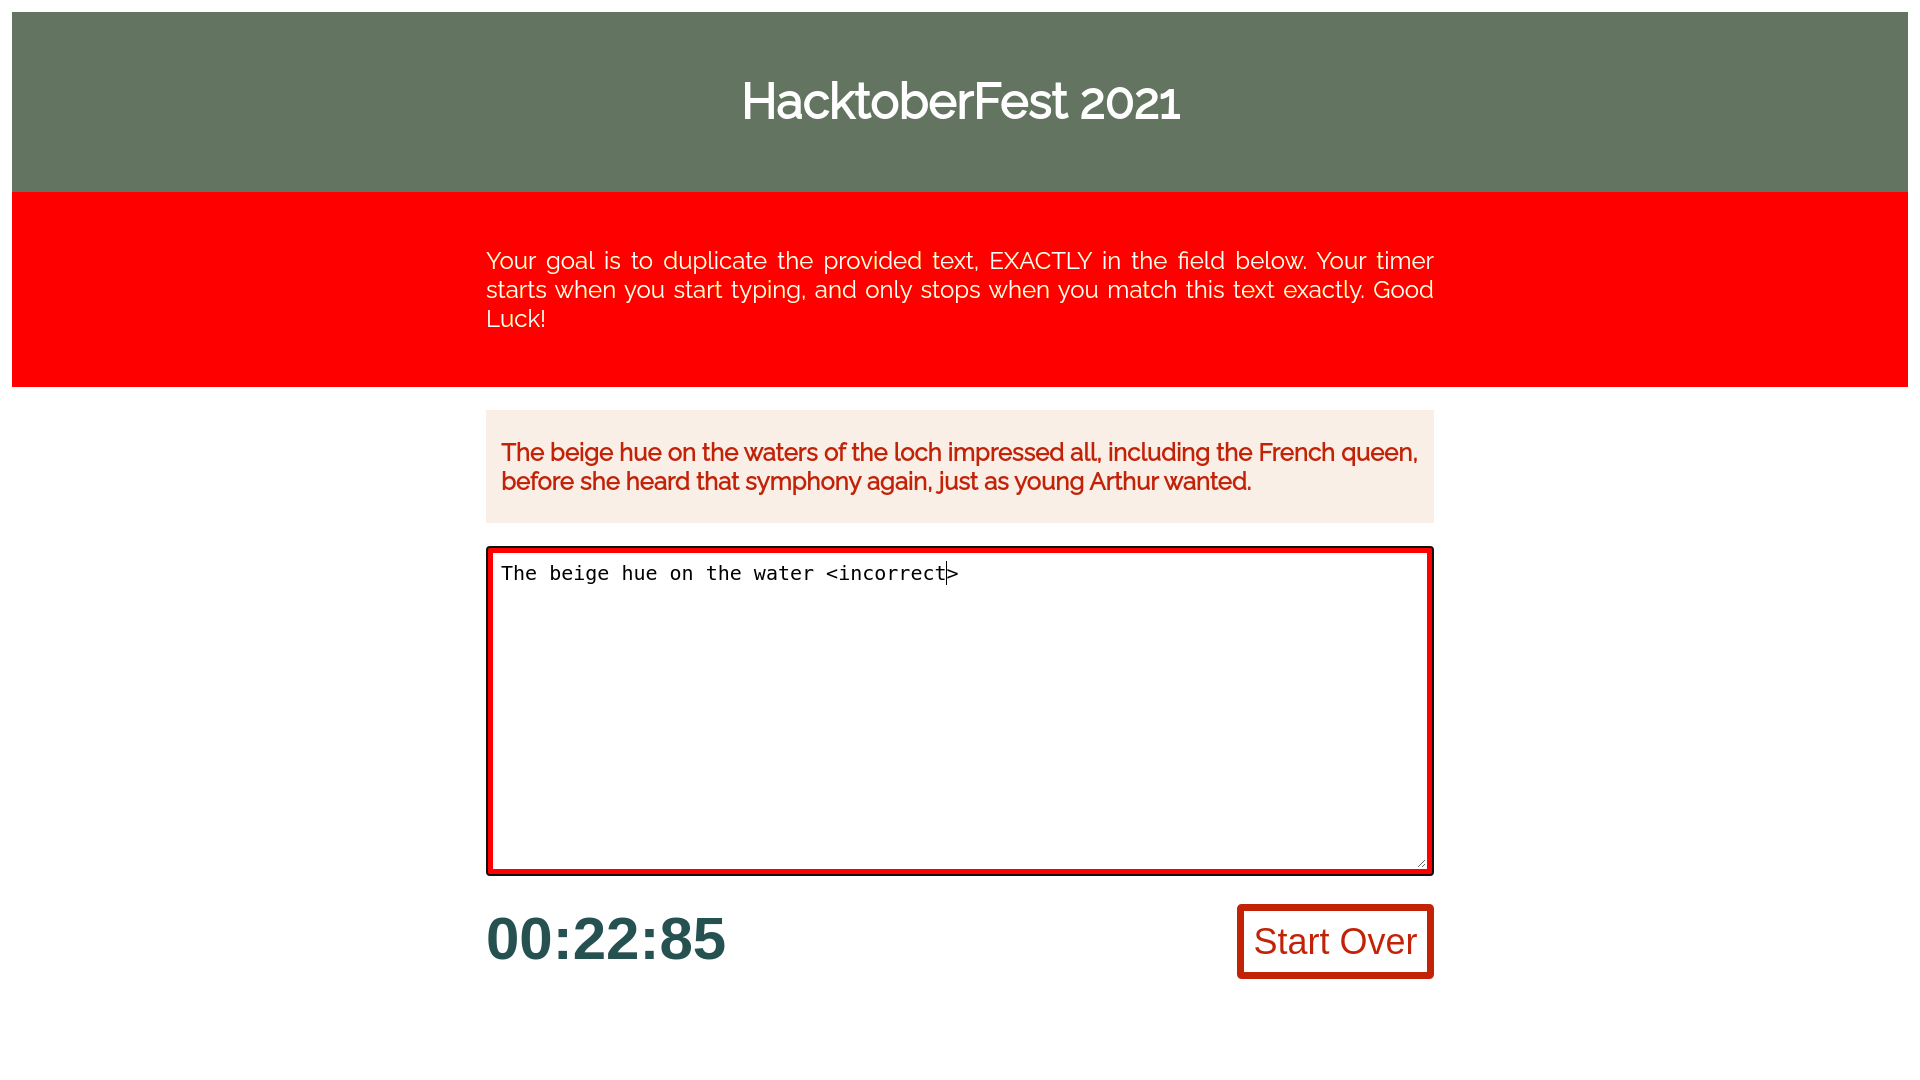 HacktoberFest 2021
Your goal is to duplicate the provided text, EXACTLY in the field below. Your timer
starts when you start typing, and only stops when you match this text exactly. Good
Luck!
The beige hue on the waters of the loch impressed all, including the French queen,
before she heard that symphony again, just as young Arthur wanted.
The beige hue on the water <incorrect>
00:22:85
Start Over